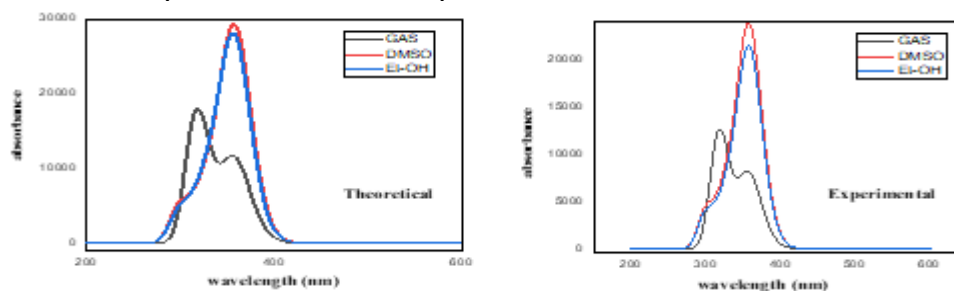 30000
20000
10000
0
200
400
600
absorbance
wavelength (nm)
GAS
DMSO
Et-OH
Theoretical
20000
15000
10000
5000
0
200
300
400
500
600
absorbance
wavelength (nm)
GAS
DMSO
Et-OH
Experimental